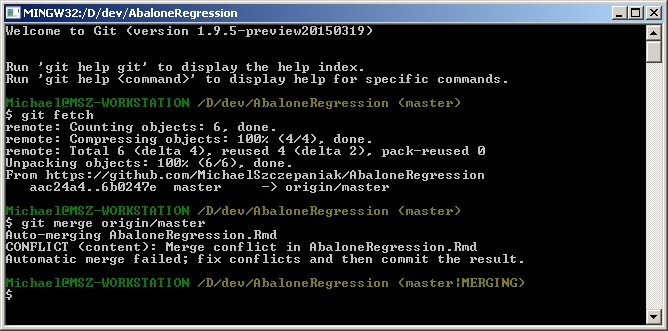 MINGW32:/D/dev/AbaloneRegression
Welcome to Git (version 1.9.5-preview20150319)
Run 'git help git' to display the help index.
Run 'git help <command>' to display help for specific commands.
Michael@MSZ-WORKSTATION /D/dev/AbaloneRegression (master)
$ git fetch
remote: Counting objects: 6, done.
remote: Compressing objects: 100% (4/4), done.
remote: Total 6 (delta 4), reused 4 (delta 2), pack-reused 0
Unpacking objects: 100% (6/6), done.
From https://github.com/MichaelSzczepaniak/AbaloneRegression
   aac24a4..6b0247e  master     -> origin/master
Michael@MSZ-WORKSTATION /D/dev/AbaloneRegression (master)
$ git merge origin/master
Auto-merging AbaloneRegression.Rmd
CONFLICT (content): Merge conflict in AbaloneRegression.Rmd
Automatic merge failed; fix conflicts and then commit the result.
Michael@MSZ-WORKSTATION /D/dev/AbaloneRegression (master|MERGING)
$